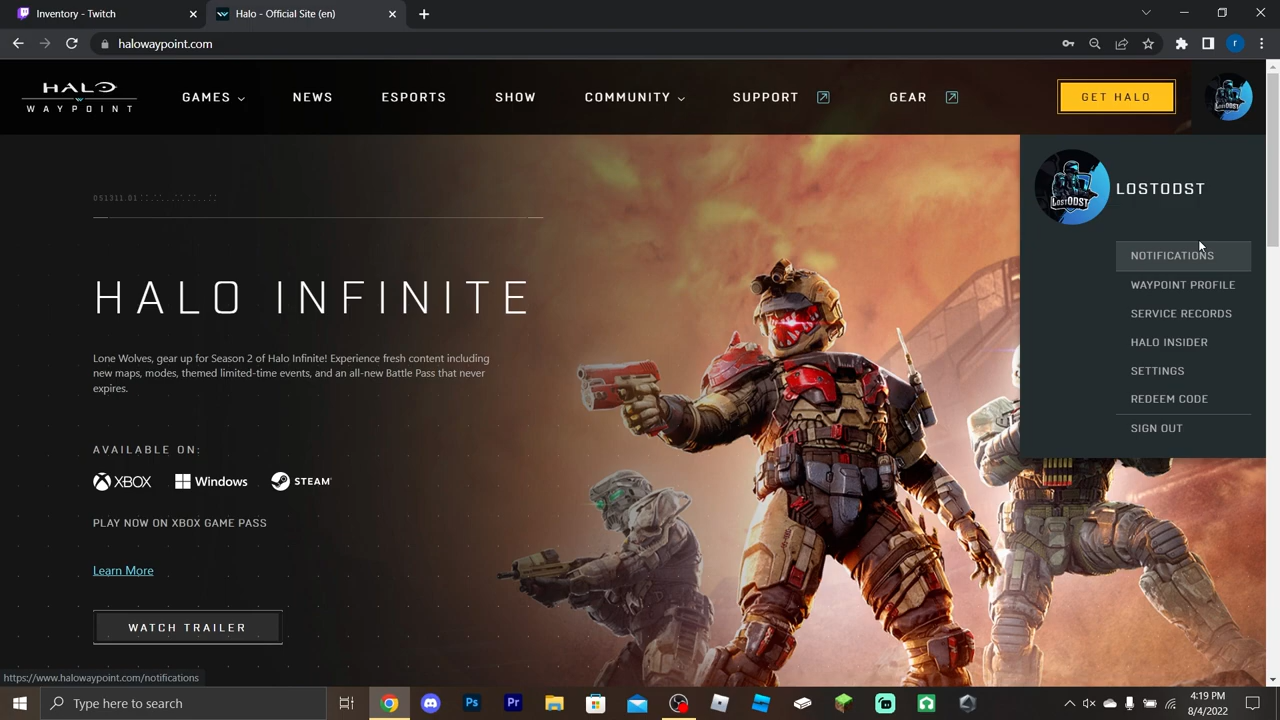 Inventory - Twitch
Halo - Official Site (en)
halowaypoint.com
r
HALO
WAYPOINT
GAMES
NEWS
ESPORTS
SHOW
COMMUNITY
SUPPORT
GEAR
GET HALO
LostODST
LOSTODST
NOTIFICATIONS
WAYPOINT PROFILE
SERVICE RECORDS
HALO INSIDER
SETTINGS
REDEEM CODE
SIGN OUT
HALO INFINITE
Lone Wolves, gear up for Season 2 of Halo Infinite! Experience fresh content including
new maps, modes, themed limited-time events, and an all-new Battle Pass that never
expires.
AVAILABLE ON:
XBOX
Windows
STEAM
PLAY NOW ON XBOX GAME PASS
Learn More
WATCH TRAILER
https://www.halowaypoint.com/notifications
Type here to search
Ps
Pr
4:19 PM
8/4/2022